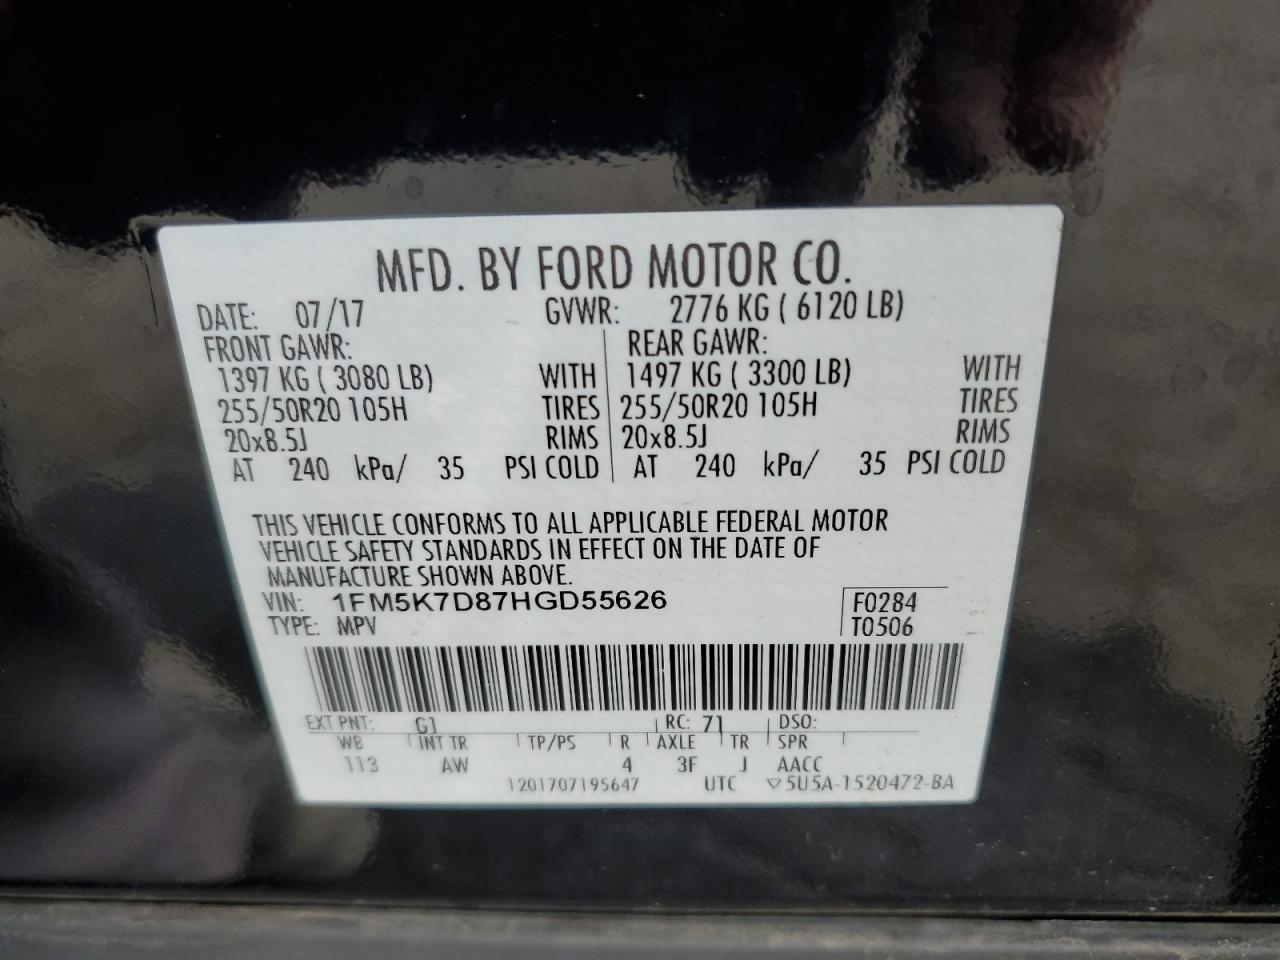 MFD. BY FORD MOTOR CO.
DATE: 07/17 GVWR: 2776 KG ( 6120 LB)
FRONT GAWR: REAR GAWR:
1397 KG ( 3080 LB) WITH 1497 KG ( 3300 LB) WITH
255/50R20 105H TIRES 255/50R20 105H TIRES
20x8.5J RIMS 20x8.5J RIMS
AT 240 kPa/ 35 PSI COLD AT 240 kPa/ 35 PSI COLD
THIS VEHICLE CONFORMS TO ALL APPLICABLE FEDERAL MOTOR
VEHICLE SAFETY STANDARDS IN EFFECT ON THE DATE OF
MANUFACTURE SHOWN ABOVE.
VIN: 1FM5K7D87HGD55626 F0284
TYPE: MPV T0506
EXT PNT: G1 RC: 71 DSO:
WB INT TR TP/PS R AXLE TR SPR
113 AW 4 3F J AACC
1201707195647 UTC ▽5U5A-1520472-BA